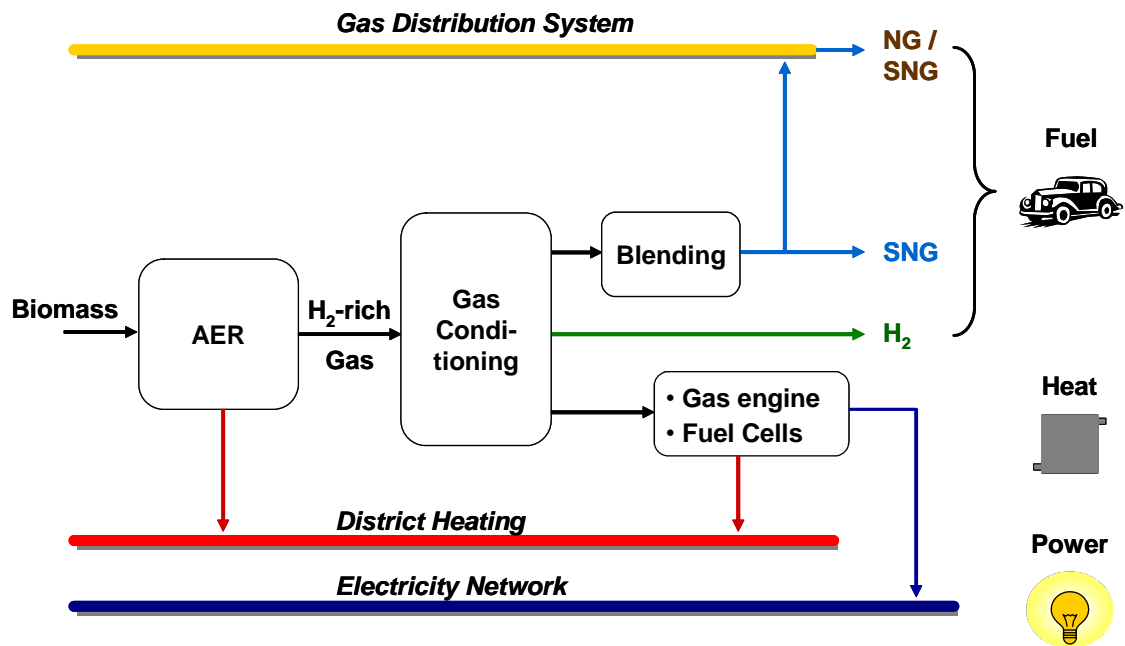 Gas Distribution System
NG /
SNG
Fuel
Blending
SNG
Biomass
AER
H₂-rich
Gas
Gas
Condi-
tioning
H₂
• Gas engine
• Fuel Cells
Heat
District Heating
Power
Electricity Network